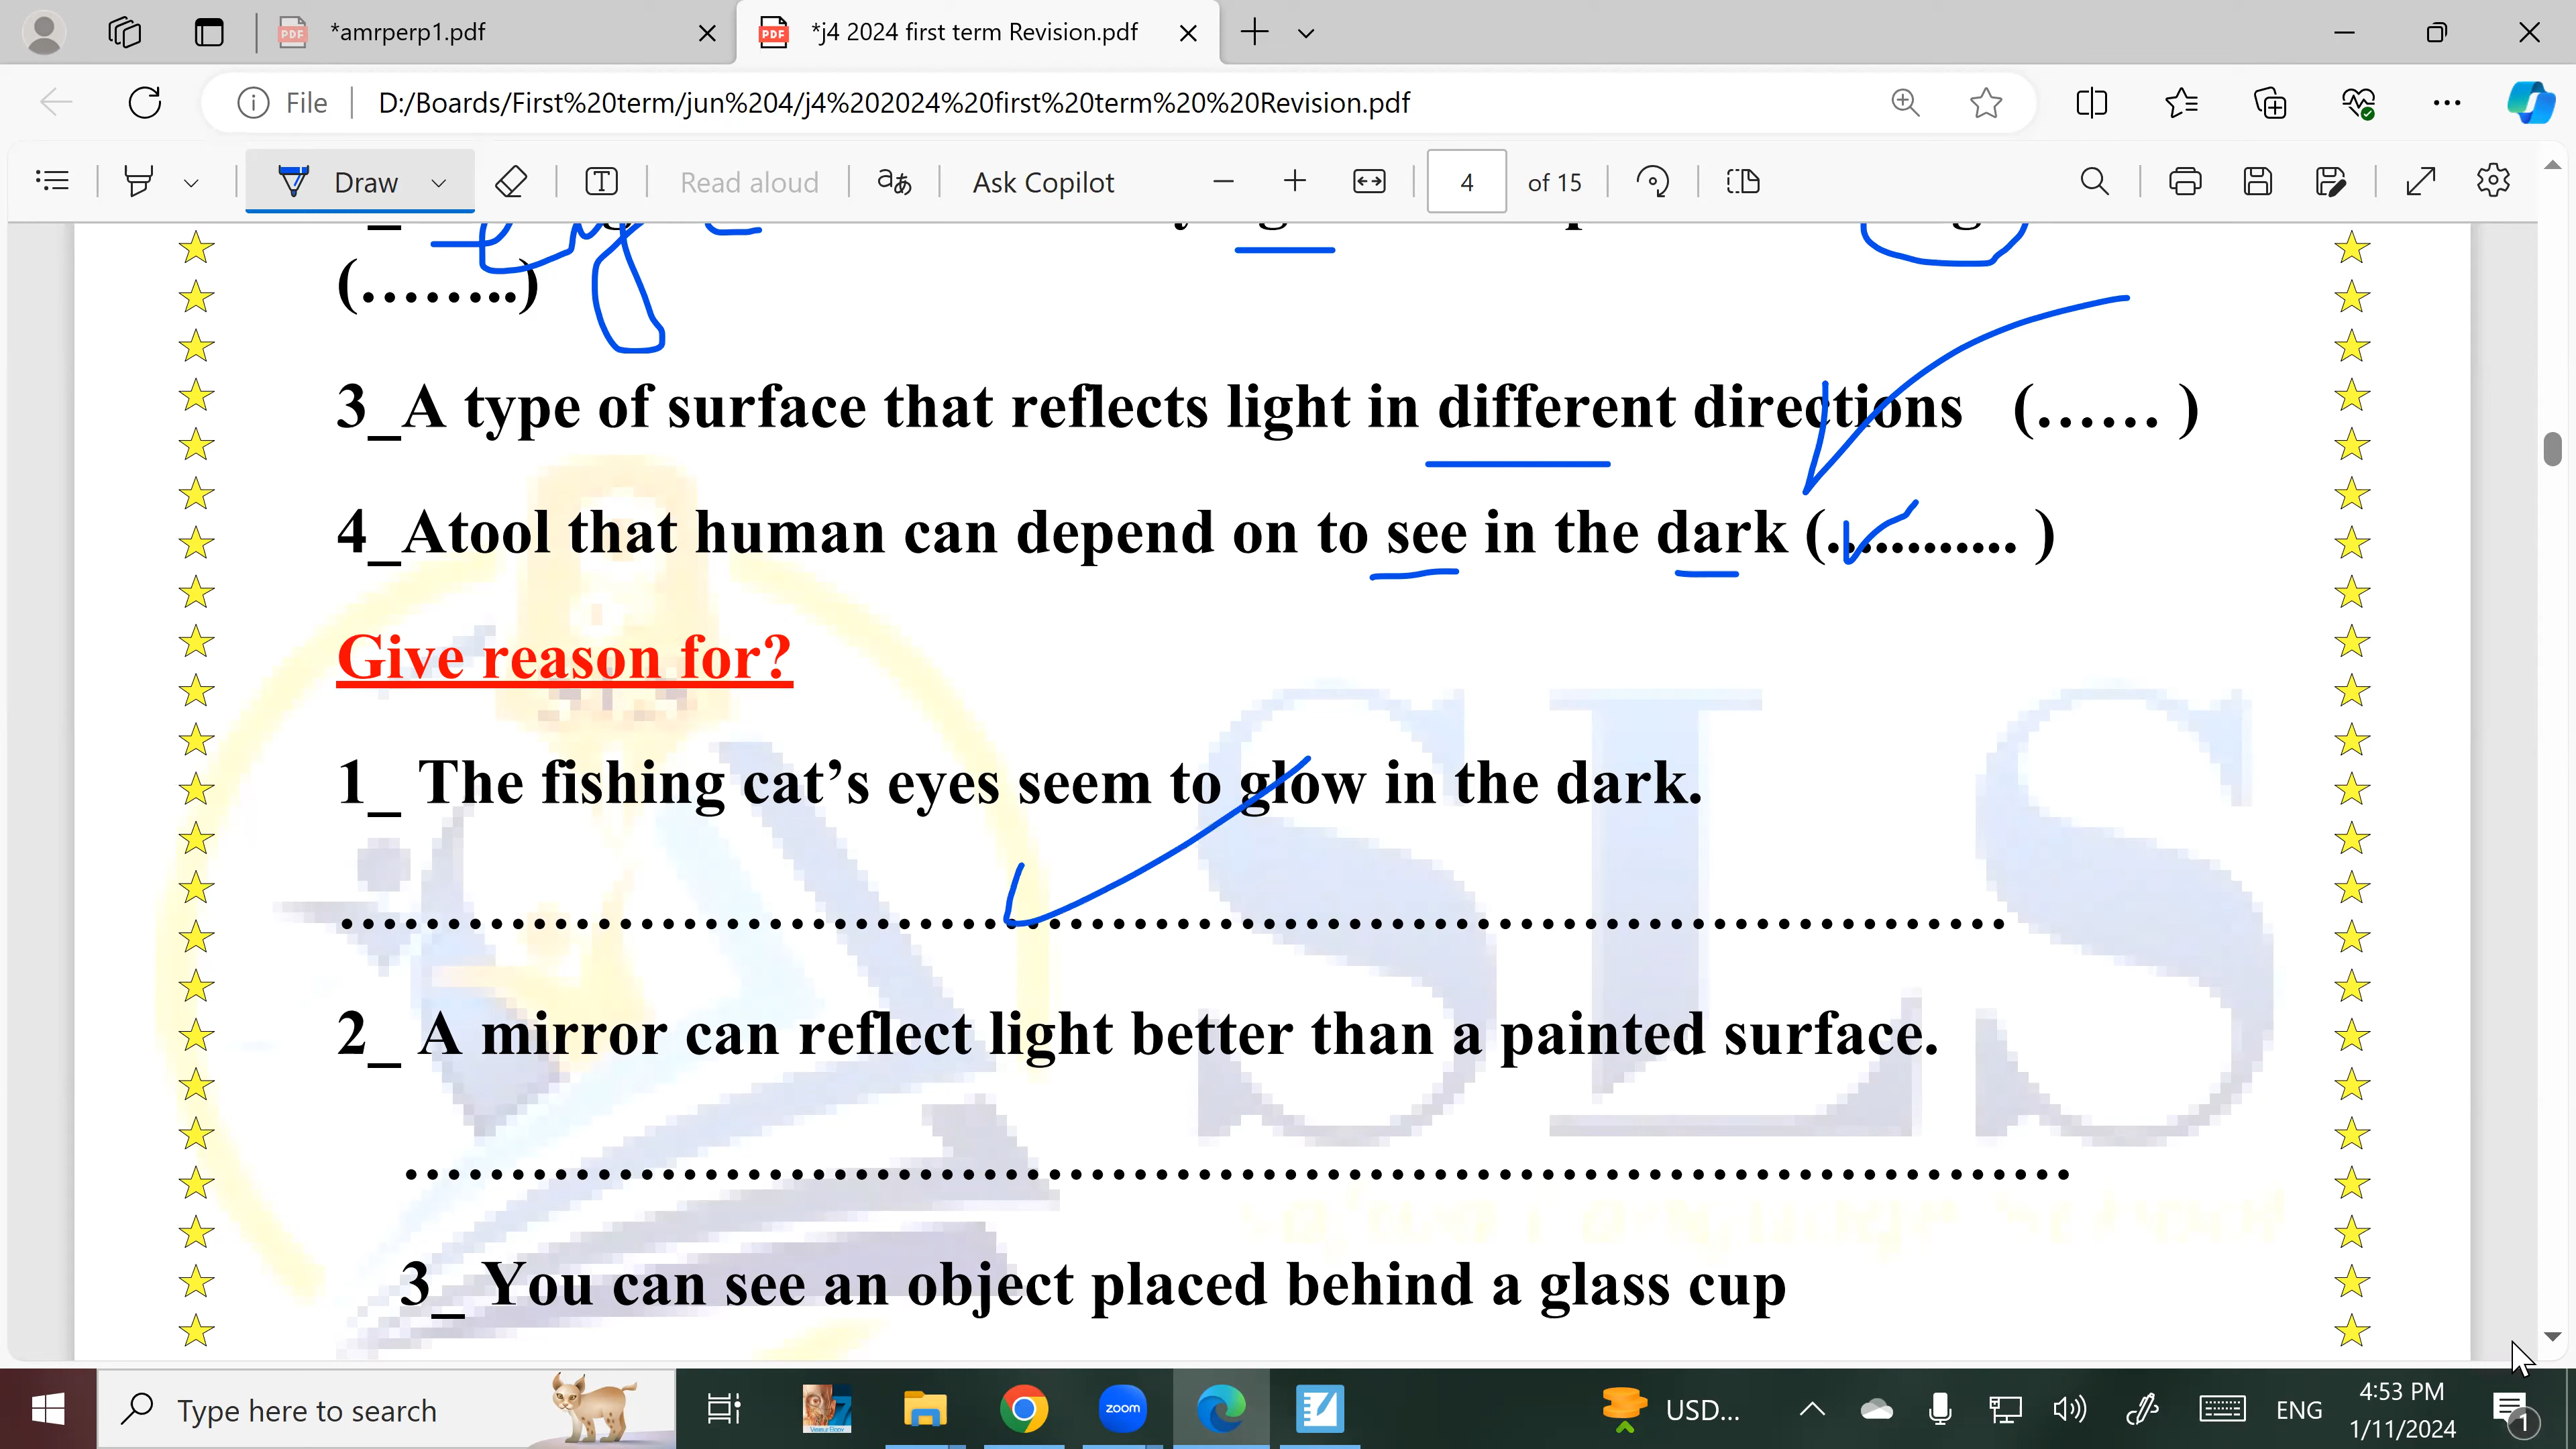 *amrperp1.pdf
*j4 2024 first term Revision.pdf
File
D:/Boards/First%20term/jun%204/j4%202024%20first%20term%20%20Revision.pdf
Draw
Read aloud
Ask Copilot
4
of 15
(……..)
3_A type of surface that reflects light in different directions (…… )
4_Atool that human can depend on to see in the dark (………… )
Give reason for?
1_ The fishing cat’s eyes seem to glow in the dark.
2_ A mirror can reflect light better than a painted surface.
3_ You can see an object placed behind a glass cup
SLS
Type here to search
zoom
USD...
ENG
4:53 PM
1/11/2024
1